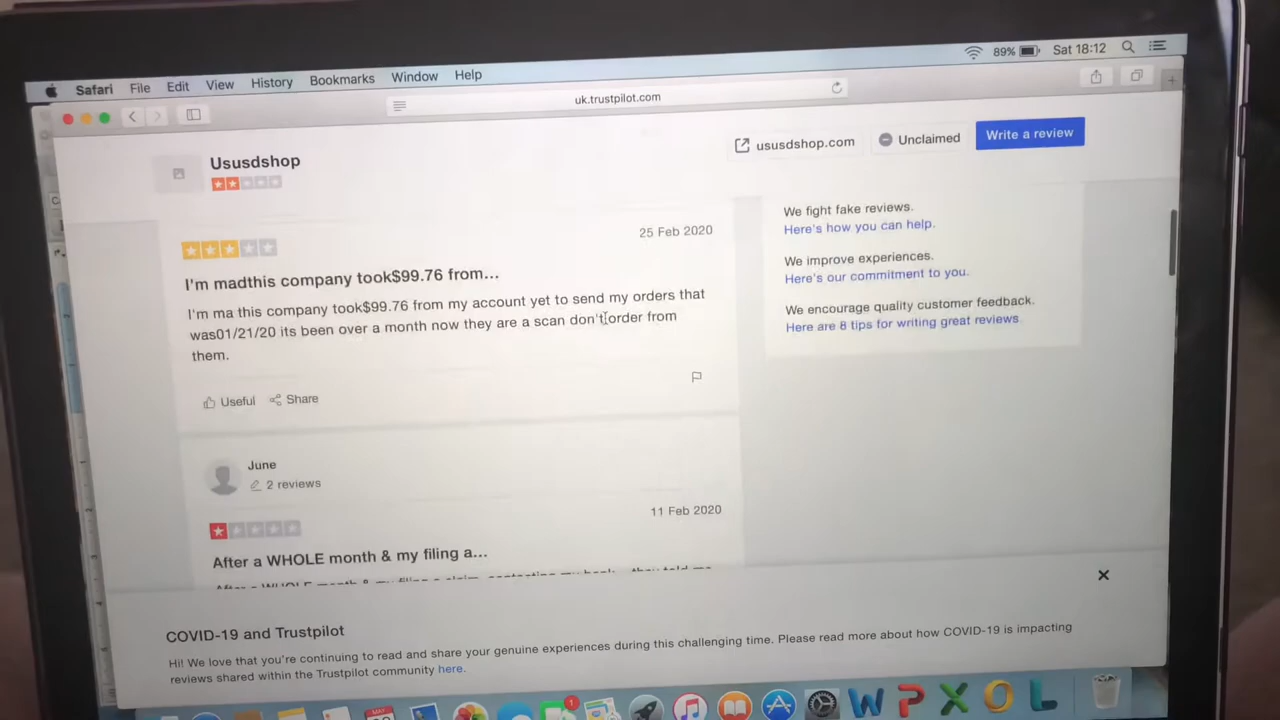 Safari File Edit View History Bookmarks Window Help 89% Sat 18:12
uk.trustpilot.com
Ususdshop
ususdshop.com Unclaimed Write a review
25 Feb 2020
I'm madthis company took$99.76 from...
I'm ma this company took$99.76 from my account yet to send my orders that
was01/21/20 its been over a month now they are a scan don'torder from
them.
Useful Share
June
2 reviews
11 Feb 2020
After a WHOLE month & my filing a...
We fight fake reviews.
Here's how you can help.
We improve experiences.
Here's our commitment to you.
We encourage quality customer feedback.
Here are 8 tips for writing great reviews.
COVID-19 and Trustpilot
Hi! We love that you're continuing to read and share your genuine experiences during this challenging time. Please read more about how COVID-19 is impacting
reviews shared within the Trustpilot community here.
1
W P X O L